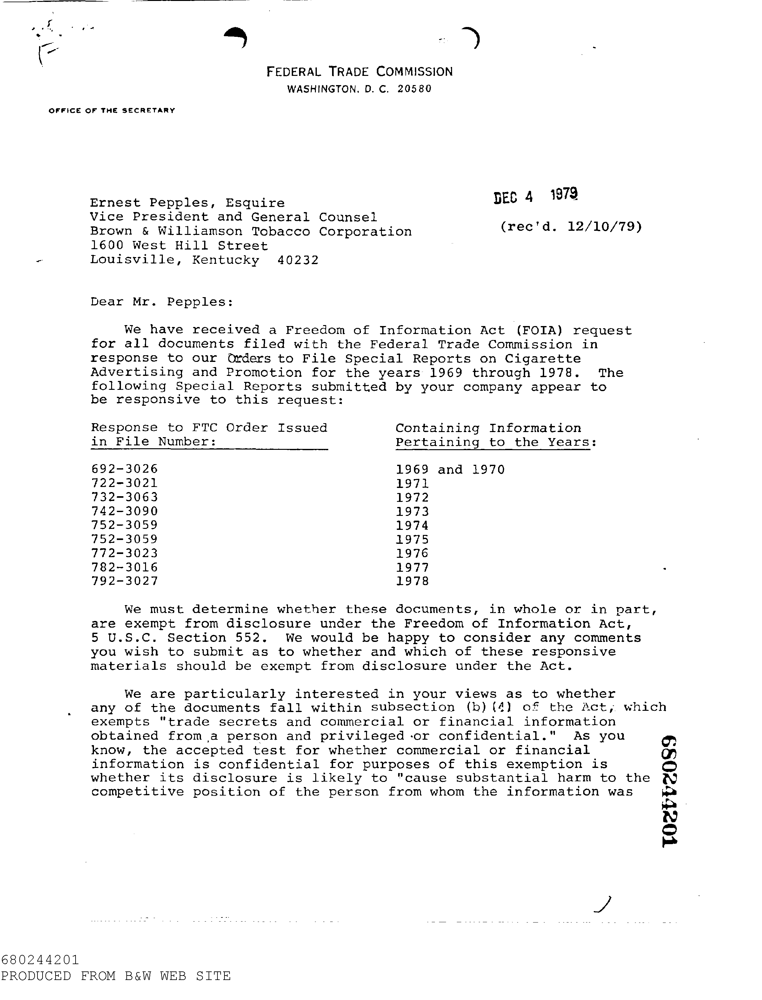 FEDERAL TRADE COMMISSION
WASHINGTON, D. C. 20580
OFFICE OF THE SECRETARY
DEC 4 1979
Ernest Pepples, Esquire
Vice President and General Counsel
Brown & Williamson Tobacco Corporation (rec'd. 12/10/79)
1600 West Hill Street
Louisville, Kentucky 40232
Dear Mr. Pepples:
We have received a Freedom of Information Act (FOIA) request
for all documents filed with the Federal Trade Commission in
response to our Orders to File Special Reports on Cigarette
Advertising and Promotion for the years 1969 through 1978. The
following Special Reports submitted by your company appear to
be responsive to this request:
Response to FTC Order Issued Containing Information
in File Number: Pertaining to the Years:
692-3026 1969 and 1970
722-3021 1971
732-3063 1972
742-3090 1973
752-3059 1974
752-3059 1975
772-3023 1976
782-3016 1977
792-3027 1978
We must determine whether these documents, in whole or in part,
are exempt from disclosure under the Freedom of Information Act,
5 U.S.C. Section 552. We would be happy to consider any comments
you wish to submit as to whether and which of these responsive
materials should be exempt from disclosure under the Act.
We are particularly interested in your views as to whether
any of the documents fall within subsection (b)(4) of the Act, which
exempts "trade secrets and commercial or financial information
obtained from a person and privileged or confidential." As you
know, the accepted test for whether commercial or financial
information is confidential for purposes of this exemption is
whether its disclosure is likely to "cause substantial harm to the
competitive position of the person from whom the information was
680244201
680244201
PRODUCED FROM B&W WEB SITE